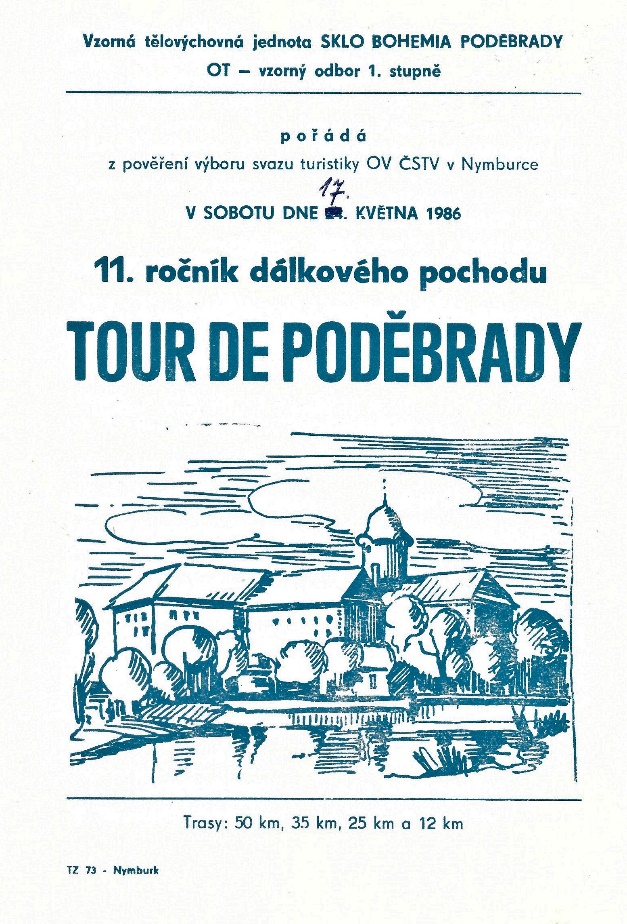 Vzorná tělovýchovná jednota SKLO BOHEMIA PODĚBRADY
OT – vzorný odbor 1. stupně
pořádá
z pověření výboru svazu turistiky OV ČSTV v Nymburce
17.
V SOBOTU DNE . KVĚTNA 1986
11. ročník dálkového pochodu
TOUR DE PODĚBRADY
Trasy: 50 km, 35 km, 25 km a 12 km
TZ 73 - Nymburk